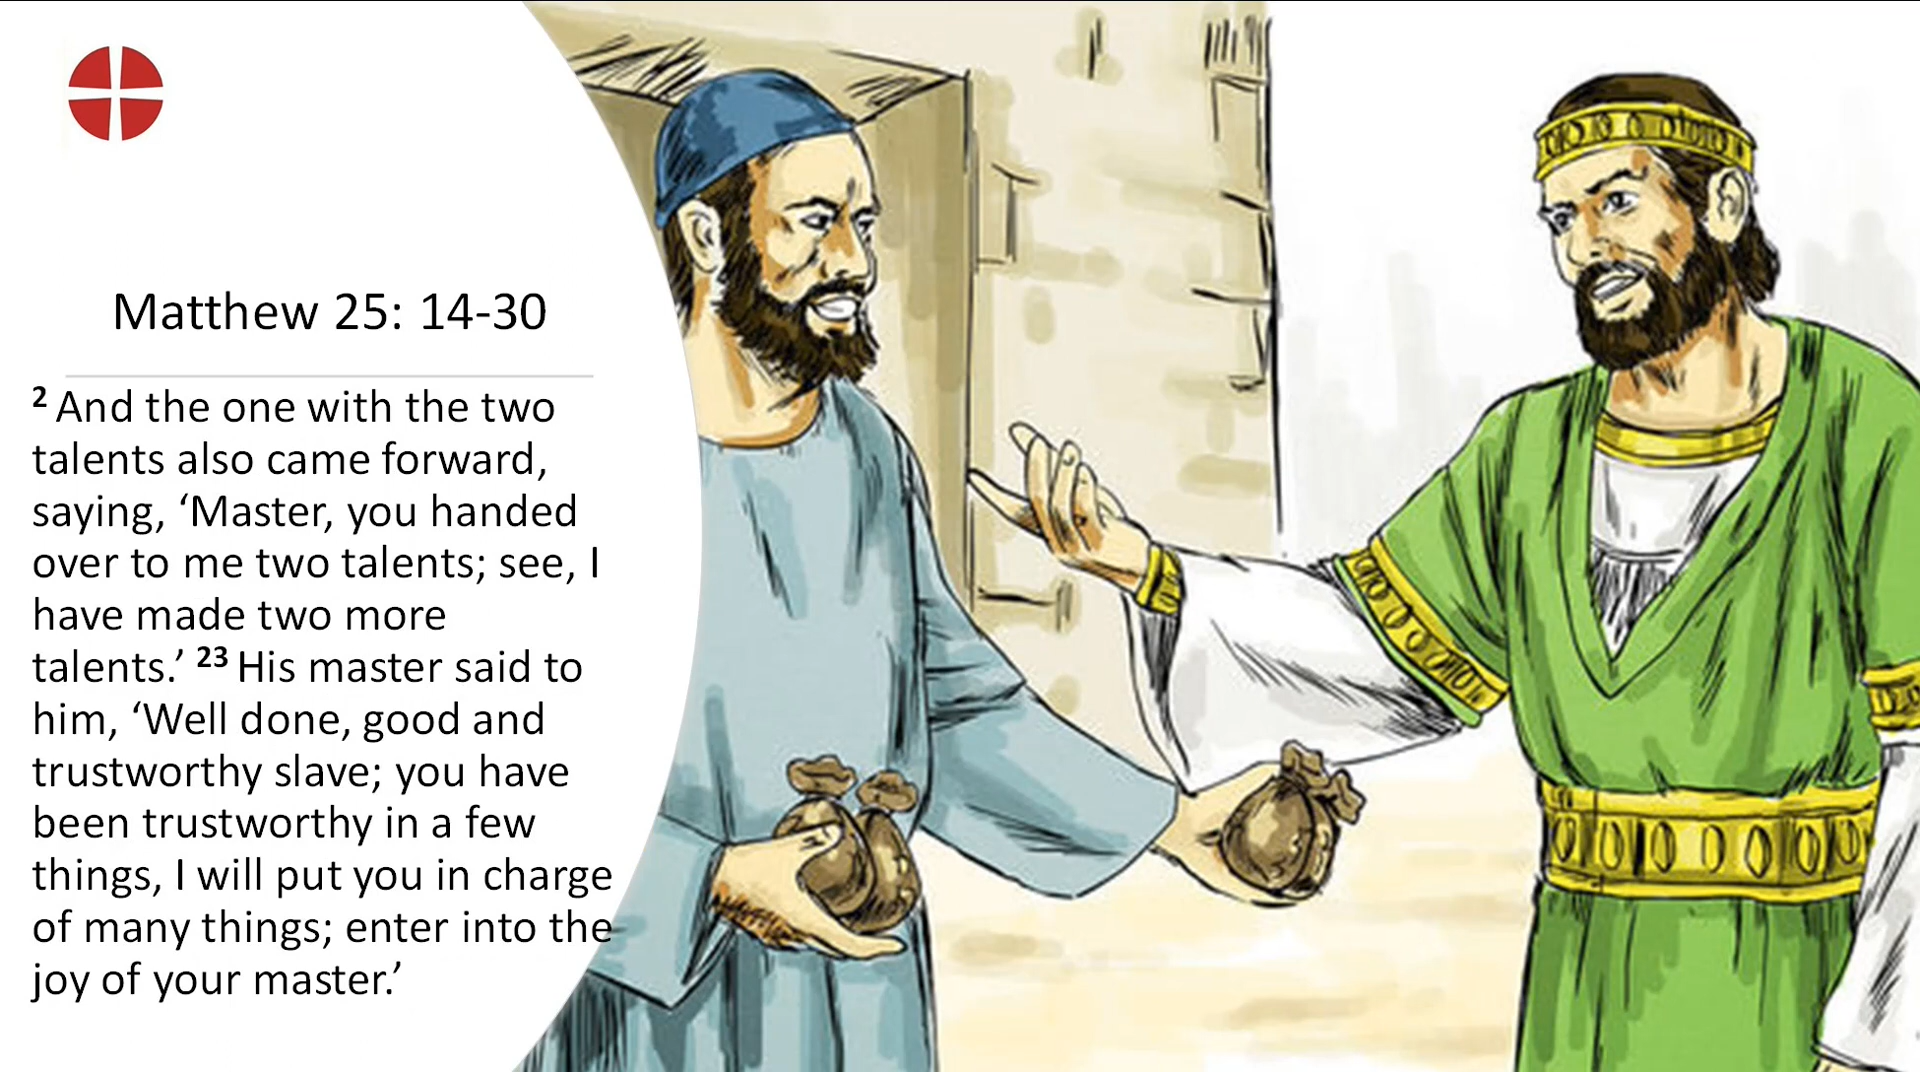 Matthew 25: 14-30
2 And the one with the two
talents also came forward,
saying, ‘Master, you handed
over to me two talents; see, I
have made two more
talents.’ 23 His master said to
him, ‘Well done, good and
trustworthy slave; you have
been trustworthy in a few
things, I will put you in charge
of many things; enter into the
joy of your master.’